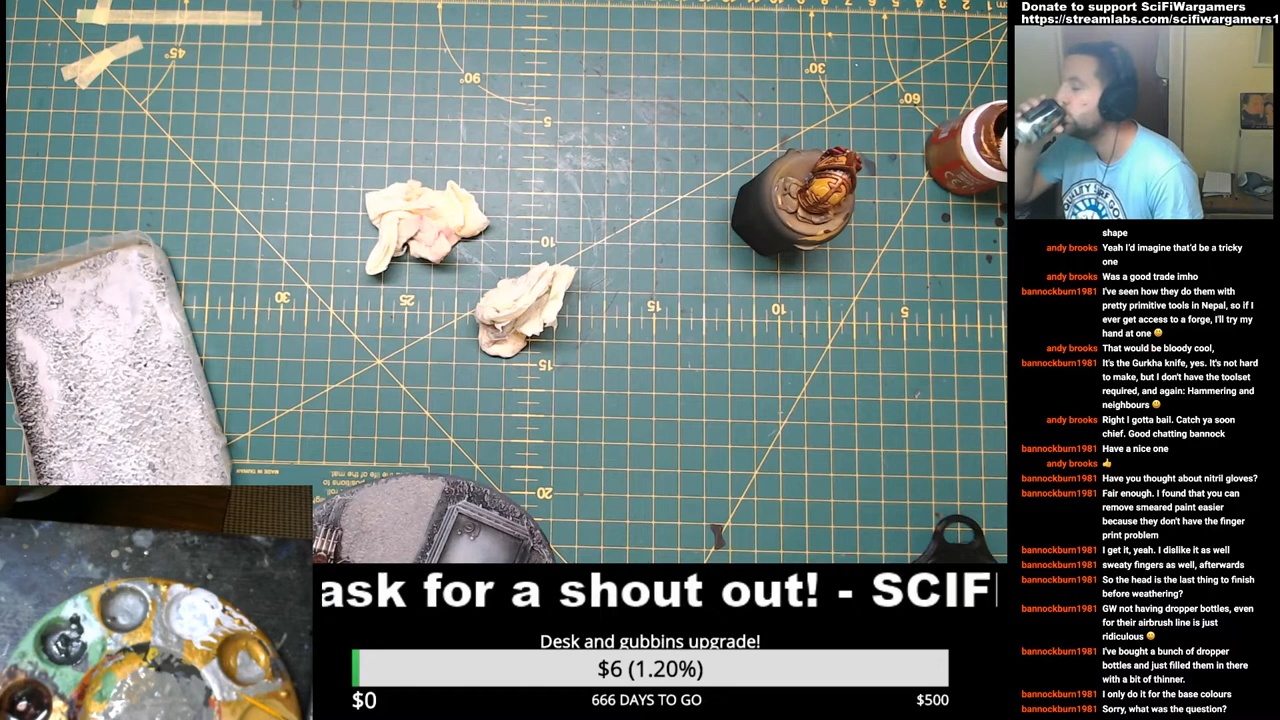 Donate to support SciFiWargamers
https://streamlabs.com/scifiwargamers1
45°
90°
30°
60°
5
10
15
20
30
25
15
10
5
MADE IN TAIWAN
shape
andy brooks Yeah I'd imagine that'd be a tricky
one
andy brooks Was a good trade imho
bannockburn1981 I've seen how they do them with
pretty primitive tools in Nepal, so if I
ever get access to a forge, I'll try my
hand at one 😀
andy brooks That would be bloody cool,
bannockburn1981 It's the Gurkha knife, yes. It's not hard
to make, but I don't have the toolset
required, and again: Hammering and
neighbours 😀
andy brooks Right I gotta bail. Catch ya soon
chief. Good chatting bannock
bannockburn1981 Have a nice one
andy brooks 👍
bannockburn1981 Have you thought about nitril gloves?
bannockburn1981 Fair enough. I found that you can
remove smeared paint easier
because they don't have the finger
print problem
bannockburn1981 I get it, yeah. I dislike it as well
bannockburn1981 sweaty fingers as well, afterwards
bannockburn1981 So the head is the last thing to finish
before weathering?
bannockburn1981 GW not having dropper bottles, even
for their airbrush line is just
ridiculous 😀
bannockburn1981 I've bought a bunch of dropper
bottles and just filled them in there
with a bit of thinner.
bannockburn1981 I only do it for the base colours
bannockburn1981 Sorry, what was the question?
ask for a shout out! - SCIF
Desk and gubbins upgrade!
$6 (1.20%)
$0 666 DAYS TO GO $500